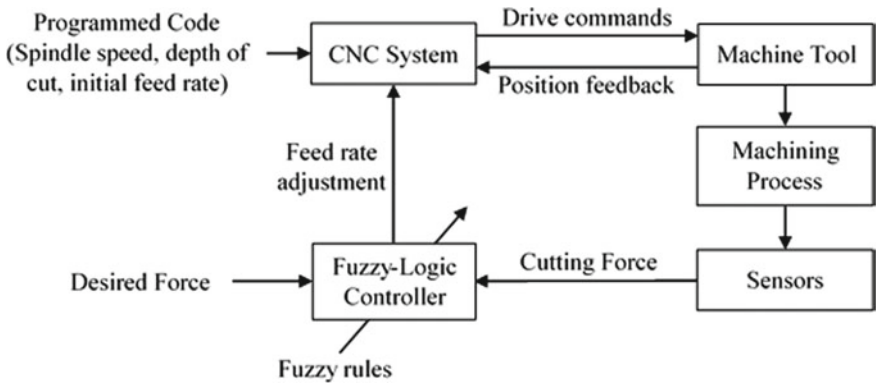 Programmed Code
(Spindle speed, depth of
cut, initial feed rate)
CNC System
Drive commands
Position feedback
Machine Tool
Machining
Process
Feed rate
adjustment
Desired Force
Fuzzy-Logic
Controller
Cutting Force
Sensors
Fuzzy rules